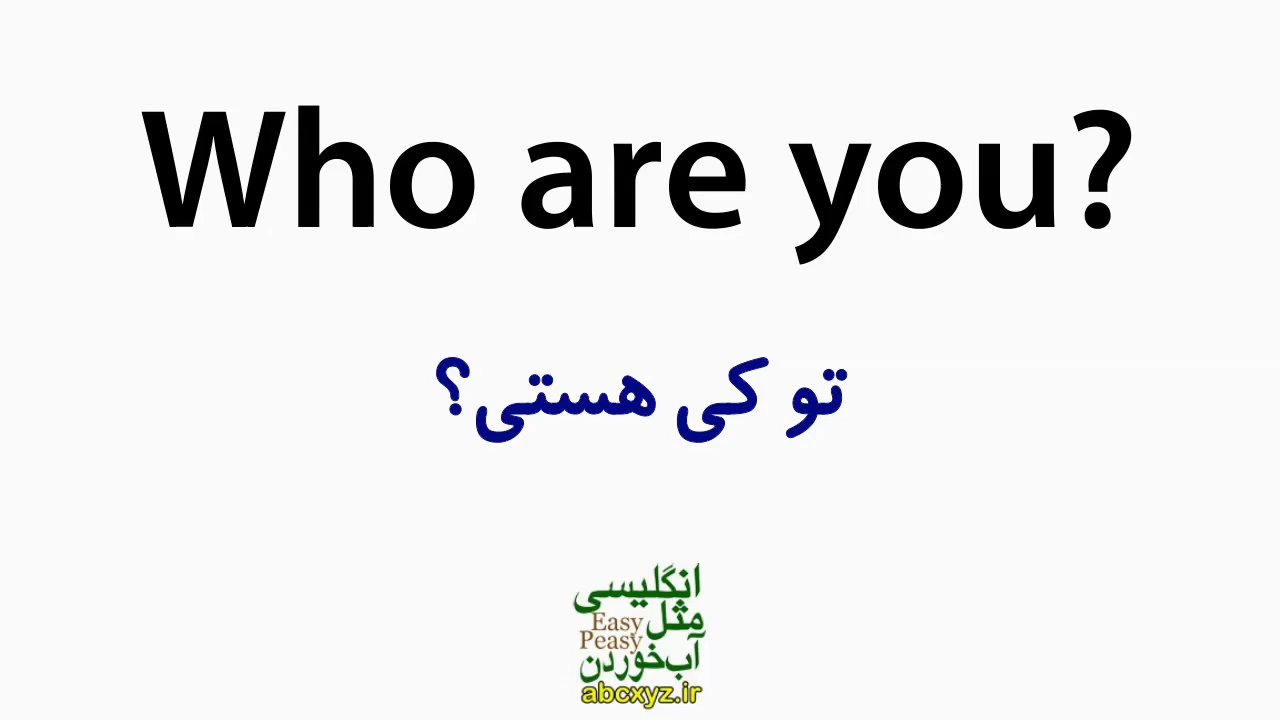 Who are you?
تو کی هستی؟
انگلیسی
مثل Easy
Peasy
آب‌خوردن
abcxyz.ir